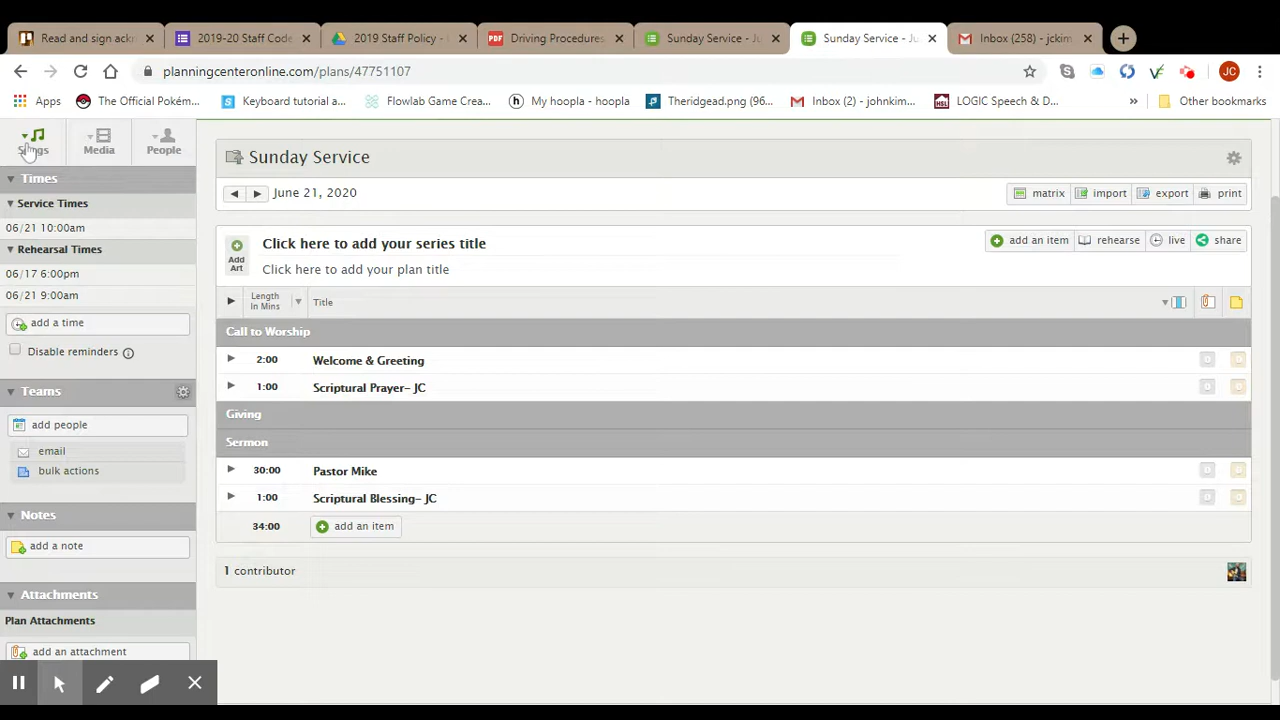 Read and sign ackn
2019-20 Staff Code
2019 Staff Policy - G
Driving Procedures
Sunday Service - Ju
Sunday Service - Ju
Inbox (258) - jckim
planningcenteronline.com/plans/47751107
JC
Apps
The Official Pokém...
Keyboard tutorial a...
Flowlab Game Crea...
My hoopla - hoopla
Theridgead.png (96...
Inbox (2) - johnkim...
LOGIC Speech & D...
Other bookmarks
Songs
Media
People
Times
Service Times
06/21 10:00am
Rehearsal Times
06/17 6:00pm
06/21 9:00am
add a time
Disable reminders
Teams
add people
email
bulk actions
Notes
add a note
Attachments
Plan Attachments
add an attachment
Sunday Service
June 21, 2020
matrix
import
export
print
Add
Art
Click here to add your series title
Click here to add your plan title
add an item
rehearse
live
share
Length
In Mins
Title
Call to Worship
2:00 Welcome & Greeting
1:00 Scriptural Prayer- JC
Giving
Sermon
30:00 Pastor Mike
1:00 Scriptural Blessing- JC
34:00 add an item
1 contributor